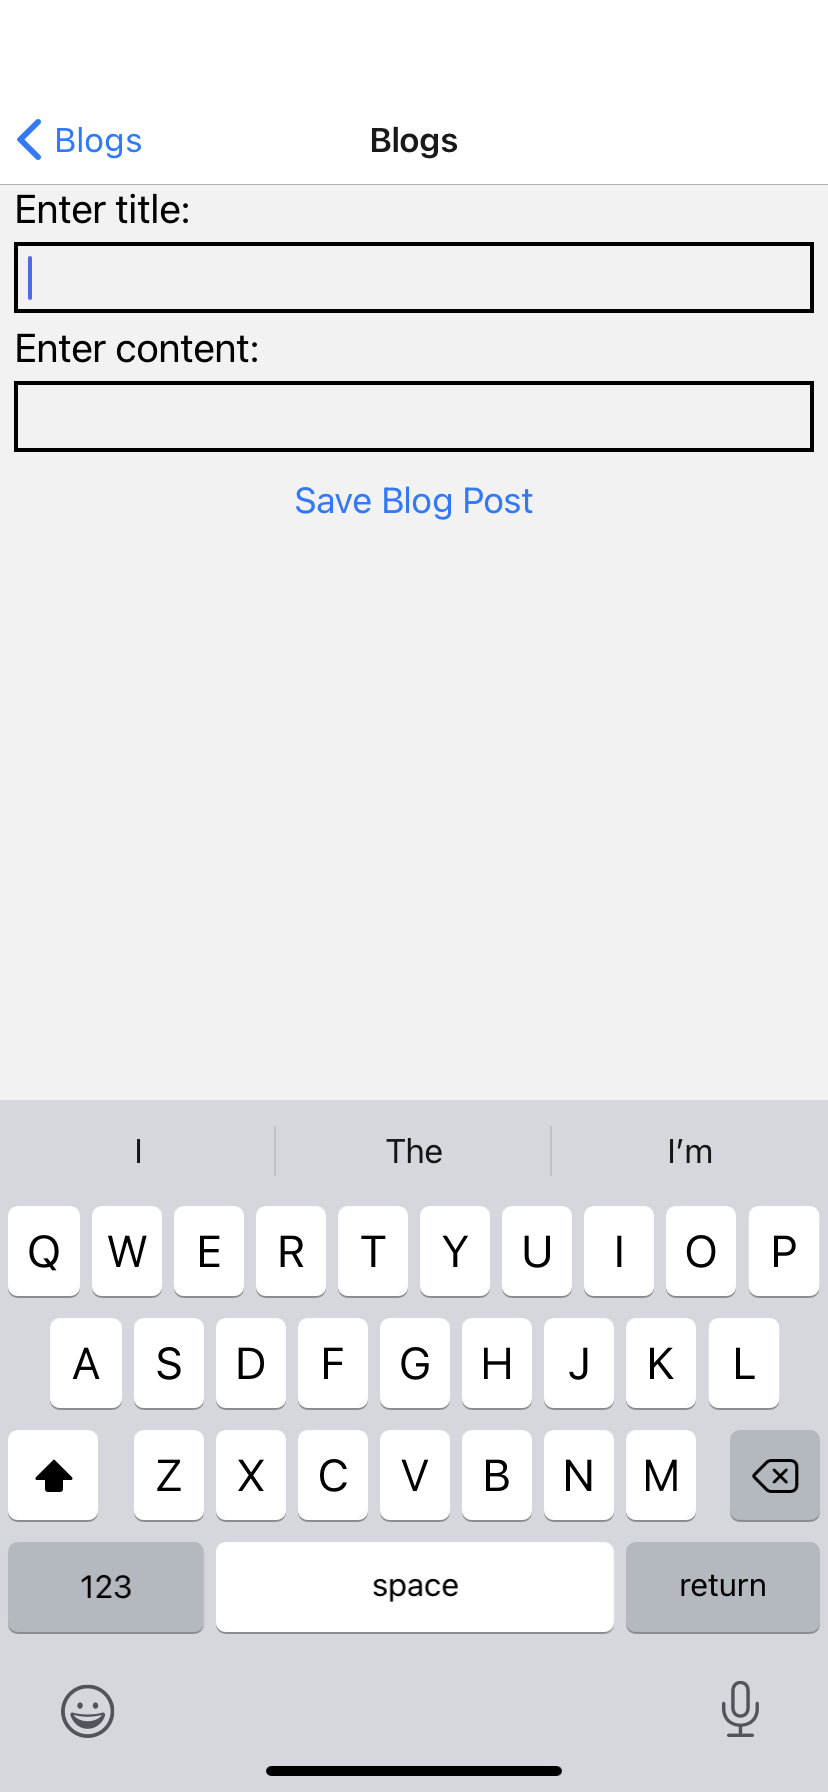 Blogs Blogs
Enter title:
Enter content:
Save Blog Post
I The I’m
Q W E R T Y U I O P
A S D F G H J K L
Z X C V B N M
123 space return